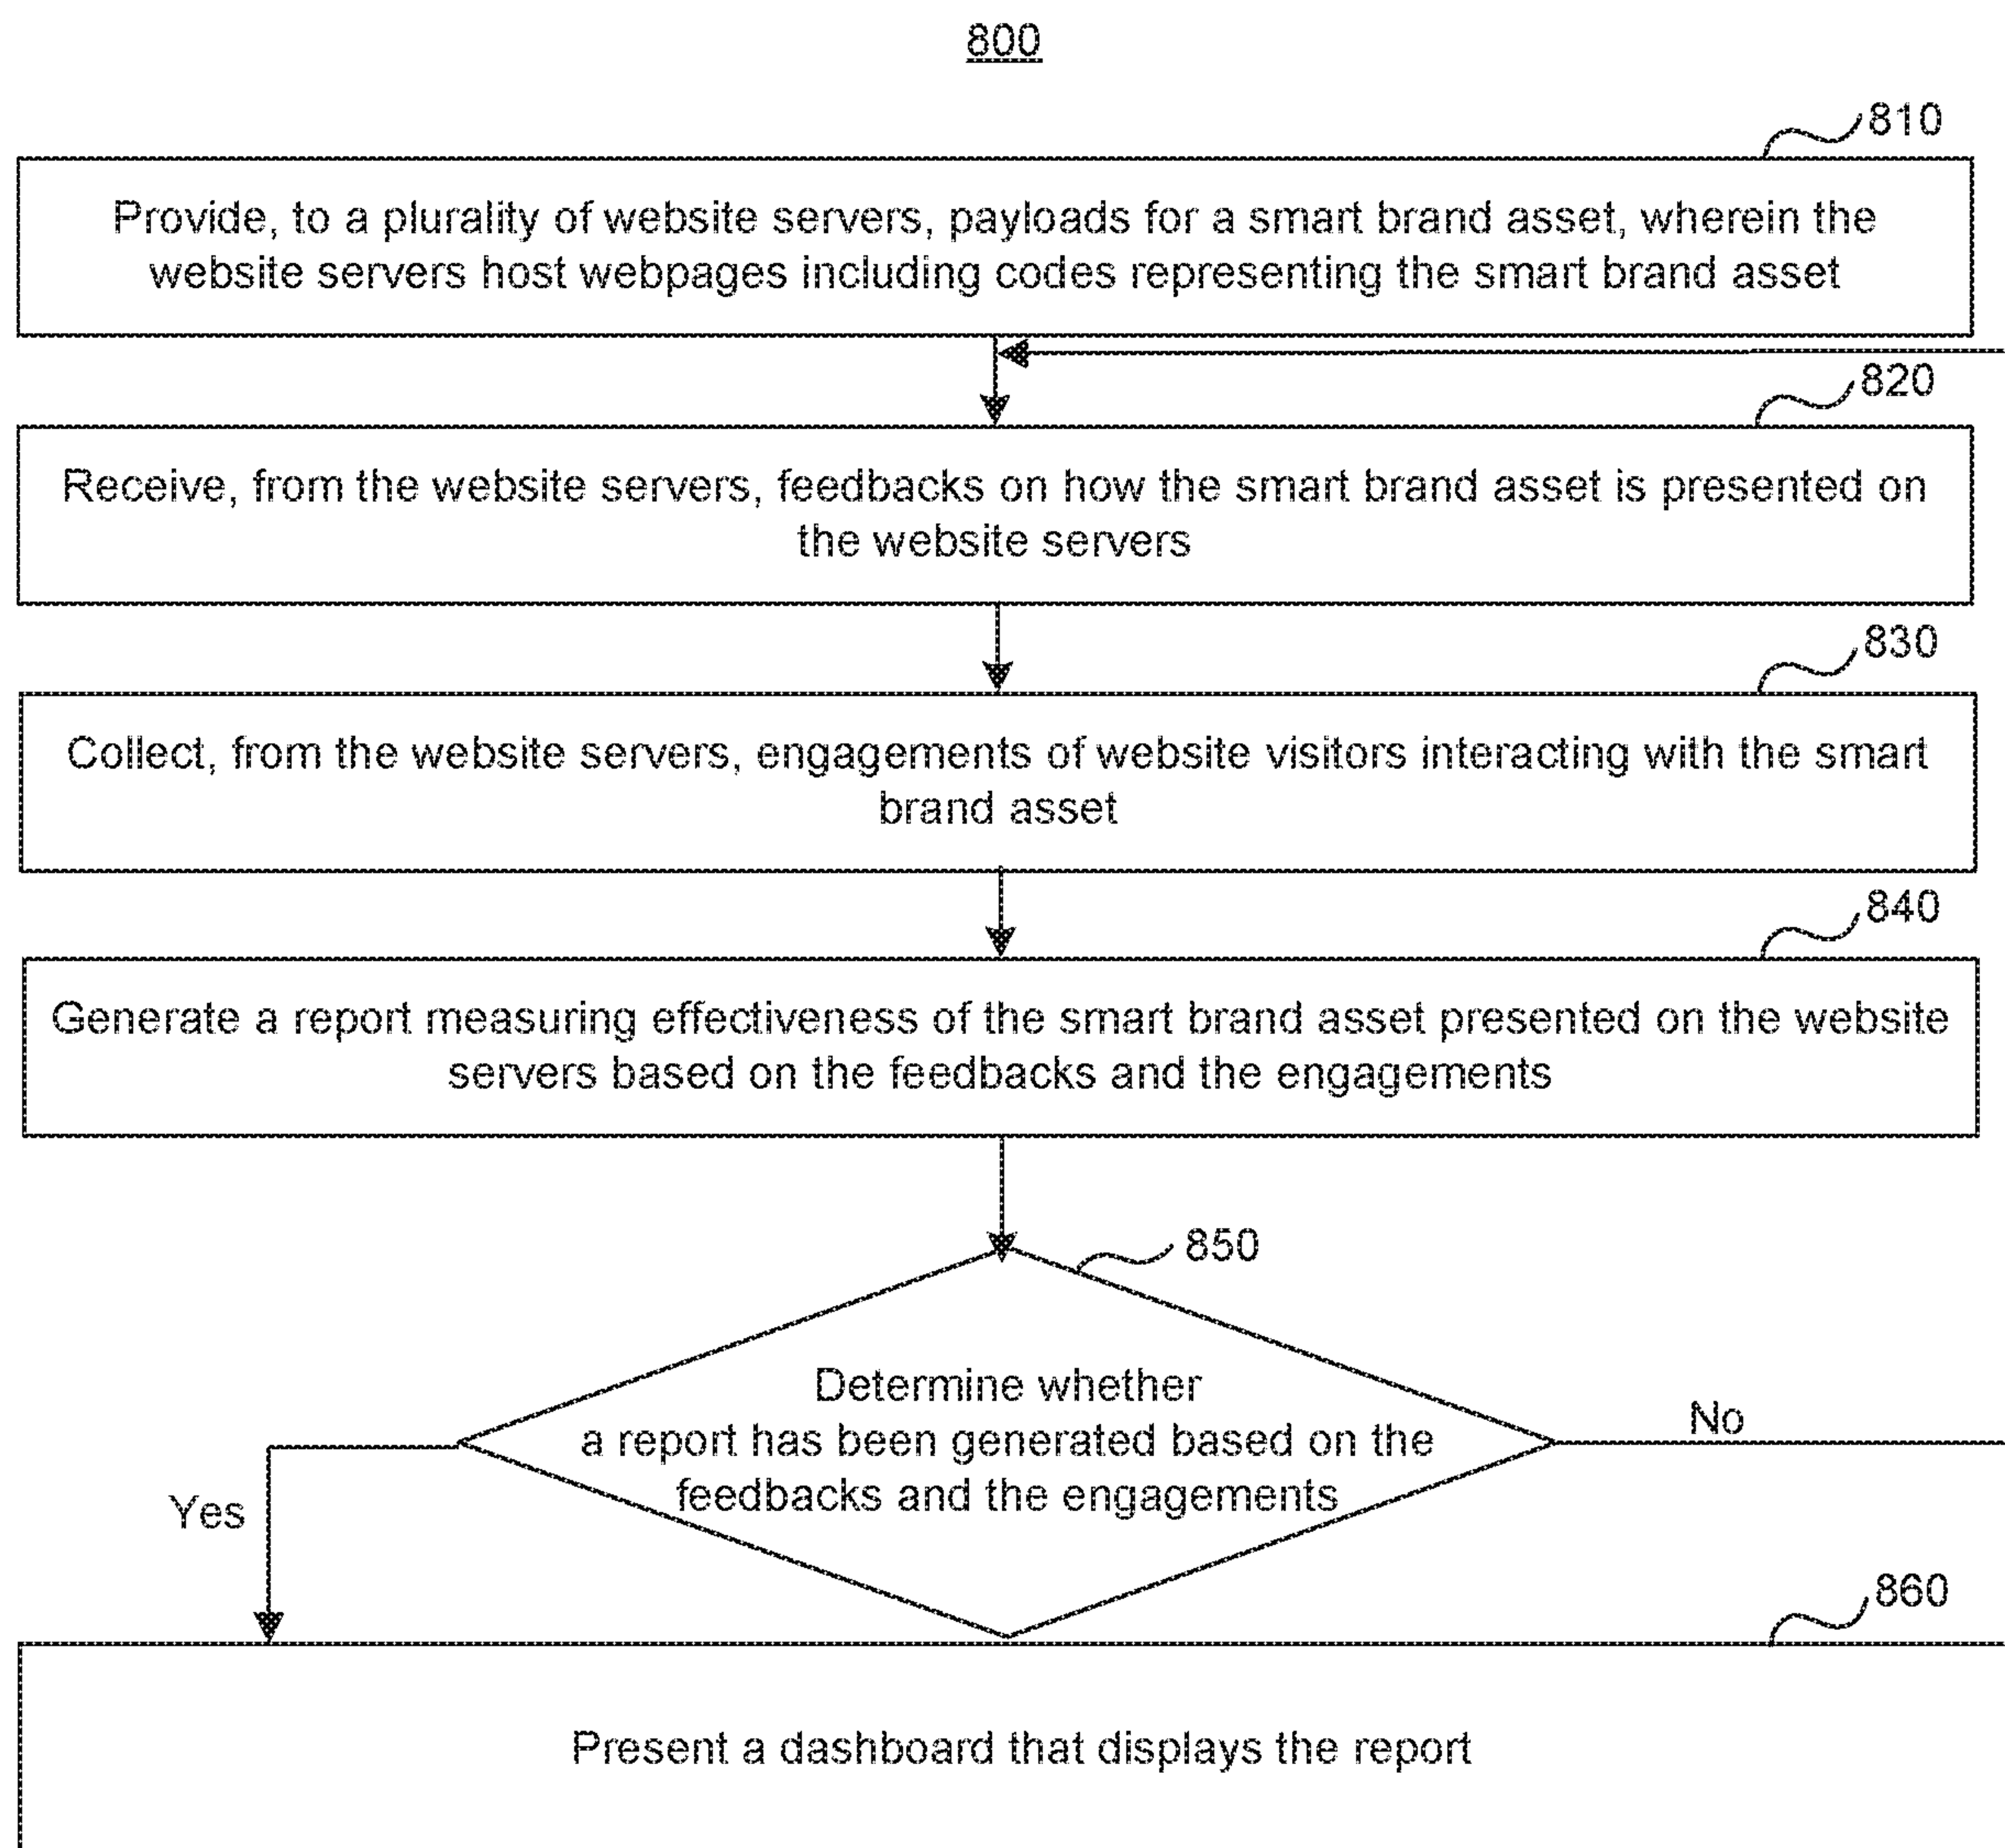 800
810
Provide, to a plurality of website servers, payloads for a smart brand asset, wherein the
website servers host webpages including codes representing the smart brand asset
820
Receive, from the website servers, feedbacks on how the smart brand asset is presented on
the website servers
830
Collect, from the website servers, engagements of website visitors interacting with the smart
brand asset
840
Generate a report measuring effectiveness of the smart brand asset presented on the website
servers based on the feedbacks and the engagements
850
Determine whether
a report has been generated based on the
feedbacks and the engagements
No
Yes
860
Present a dashboard that displays the report